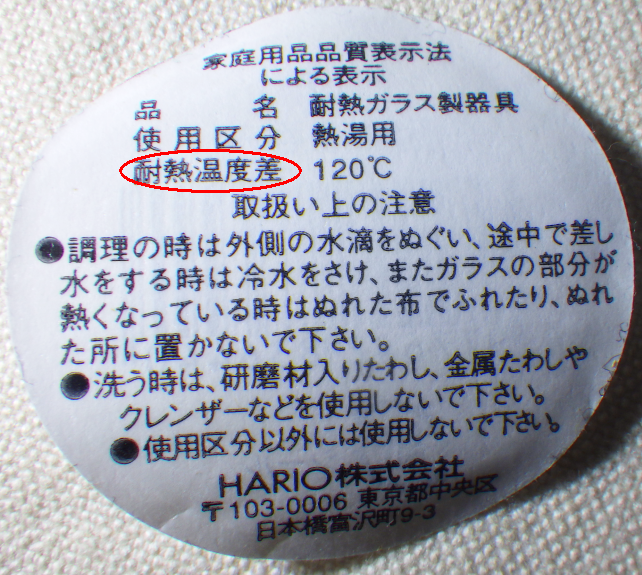 家庭用品品質表示法
による表示
品 名 耐熱ガラス製器具
使用区分 熱湯用
耐熱温度差 120℃
取扱い上の注意
●調理の時は外側の水滴をぬぐい、途中で差し
水をする時は冷水をさけ、またガラスの部分が
熱くなっている時はぬれた布でふれたり、ぬれ
た所に置かないで下さい。
●洗う時は、研磨材入りたわし、金属たわしや
クレンザーなどを使用しないで下さい。
●使用区分以外には使用しないで下さい。
HARIO株式会社
〒103-0006 東京都中央区
日本橋富沢町9-3